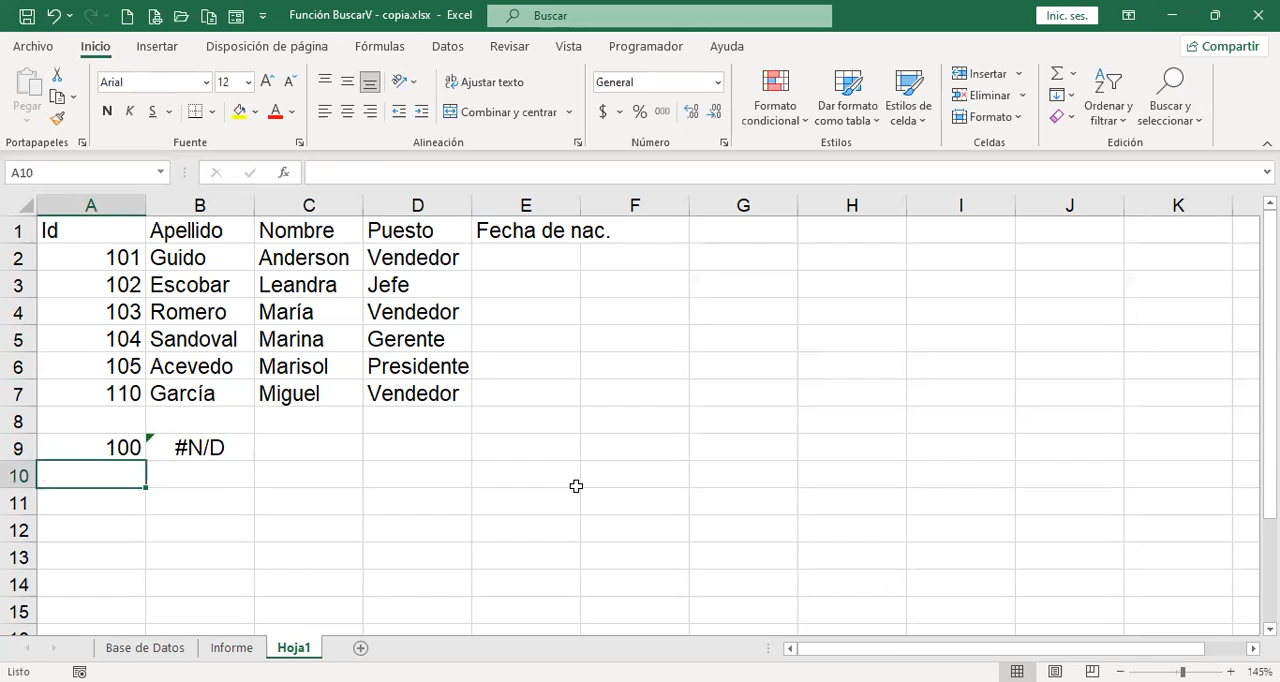 Función BuscarV - copia.xlsx - Excel
Buscar
Inic. ses.
Archivo Inicio Insertar Disposición de página Fórmulas Datos Revisar Vista Programador Ayuda
Compartir
Pegar
Arial 12
N K S
Ajustar texto
Combinar y centrar
General
$ % 000
Formato condicional
Dar formato como tabla
Estilos de celda
Insertar
Eliminar
Formato
Ordenar y filtrar
Buscar y seleccionar
Portapapeles Fuente Alineación Número Estilos Celdas Edición
A10 fx
A B C D E F G H I J K
1 Id Apellido Nombre Puesto Fecha de nac.
2 101 Guido Anderson Vendedor
3 102 Escobar Leandra Jefe
4 103 Romero María Vendedor
5 104 Sandoval Marina Gerente
6 105 Acevedo Marisol Presidente
7 110 García Miguel Vendedor
8
9 100 #N/D
10
11
12
13
14
15
Base de Datos Informe Hoja1
Listo 145%